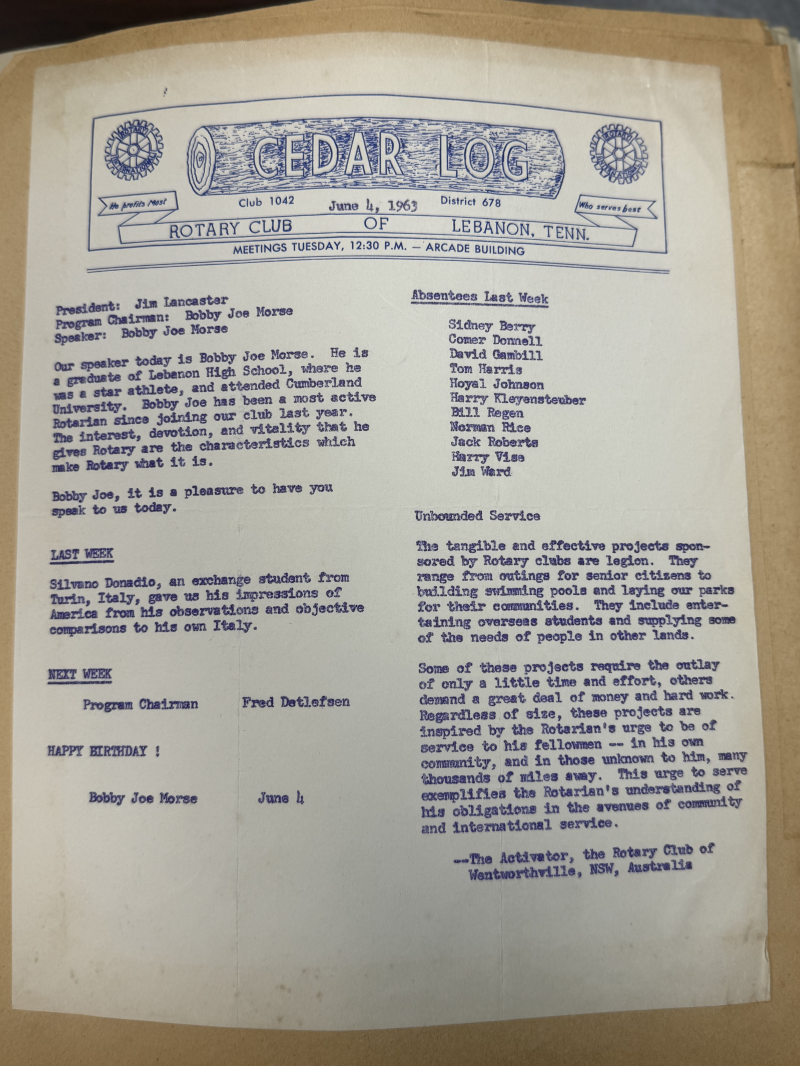 CEDAR LOG
He profits Most
Club 1042
June 4, 1963
District 678
Who serves best
ROTARY CLUB OF LEBANON, TENN.
MEETINGS TUESDAY, 12:30 P.M. — ARCADE BUILDING
President: Jim Lancaster
Program Chairman: Bobby Joe Morse
Speaker: Bobby Joe Morse
Our speaker today is Bobby Joe Morse. He is
a graduate of Lebanon High School, where he
was a star athlete, and attended Cumberland
University. Bobby Joe has been a most active
Rotarian since joining our club last year.
The interest, devotion, and vitality that he
gives Rotary are the characteristics which
make Rotary what it is.
Bobby Joe, it is a pleasure to have you
speak to us today.
LAST WEEK
Silvano Donadio, an exchange student from
Turin, Italy, gave us his impressions of
America from his observations and objective
comparisons to his own Italy.
NEXT WEEK
Program Chairman Fred Detlefsen
HAPPY BIRTHDAY !
Bobby Joe Morse June 4
Absentees Last Week
Sidney Berry
Comer Donnell
David Gambill
Tom Harris
Hoyal Johnson
Harry Kleyensteuber
Bill Regen
Norman Rice
Jack Roberts
Harry Vise
Jim Ward
Unbounded Service
The tangible and effective projects spon-
sored by Rotary clubs are legion. They
range from outings for senior citizens to
building swimming pools and laying our parks
for their communities. They include enter-
taining overseas students and supplying some
of the needs of people in other lands.
Some of these projects require the outlay
of only a little time and effort, others
demand a great deal of money and hard work.
Regardless of size, these projects are
inspired by the Rotarian's urge to be of
service to his fellowmen -- in his own
community, and in those unknown to him, many
thousands of miles away. This urge to serve
exemplifies the Rotarian's understanding of
his obligations in the avenues of community
and international service.
--The Activator, the Rotary Club of
Wentworthville, NSW, Australia